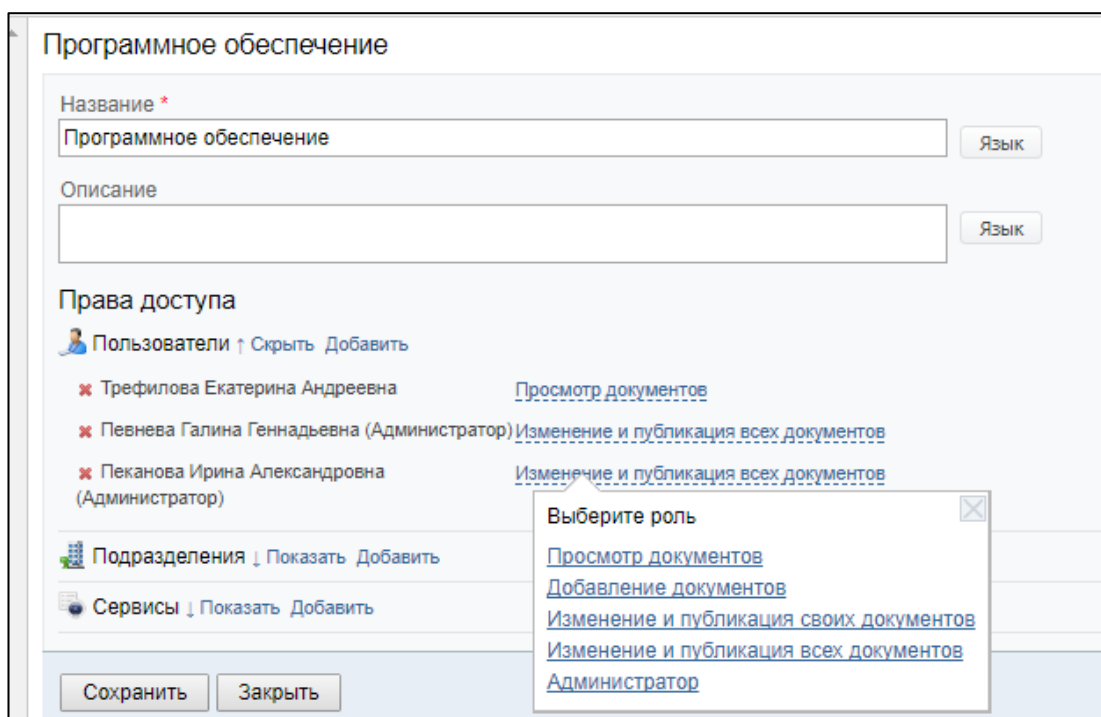 Программное обеспечение
Название *
Программное обеспечение
Язык
Описание
Язык
Права доступа
Пользователи ↑ Скрыть Добавить
Трефилова Екатерина Андреевна Просмотр документов
Певнева Галина Геннадьевна (Администратор) Изменение и публикация всех документов
Пеканова Ирина Александровна Изменение и публикация всех документов
(Администратор)
Выберите роль
Просмотр документов
Добавление документов
Изменение и публикация своих документов
Изменение и публикация всех документов
Администратор
Подразделения ↓ Показать Добавить
Сервисы ↓ Показать Добавить
Сохранить Закрыть